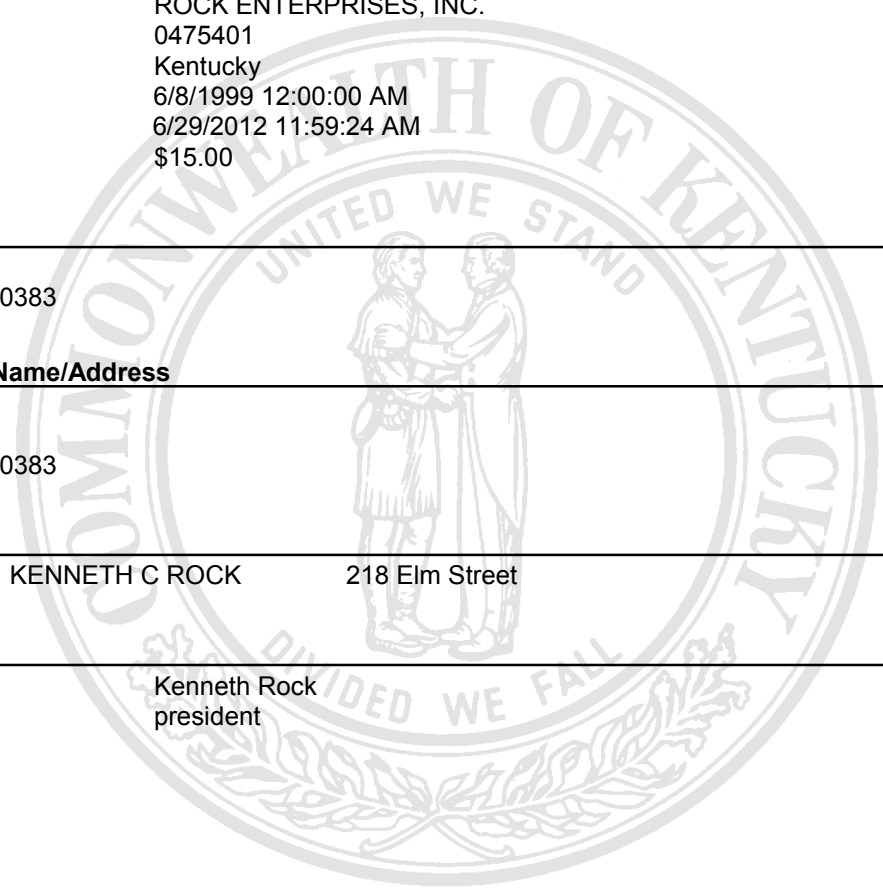 ROCK ENTERPRISES, INC.
0475401
Kentucky
6/8/1999 12:00:00 AM
6/29/2012 11:59:24 AM
$15.00
COMMONWEALTH OF KENTUCKY
UNITED WE STAND
0383
Name/Address
0383
KENNETH C ROCK 218 Elm Street
Kenneth Rock
president
DIVIDED WE FALL